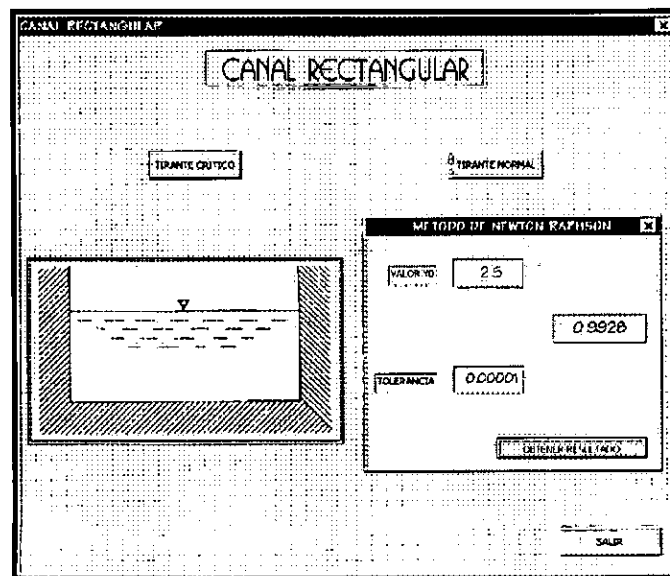 CANAL RECTANGULAR
CANAL RECTANGULAR
TIRANTE CRITICO
TIRANTE NORMAL
METODO DE NEWTON RAPHSON
VALOR Y0
2.5
0.9928
TOLERANCIA
0.00001
OBTENER RESULTADO
SALIR